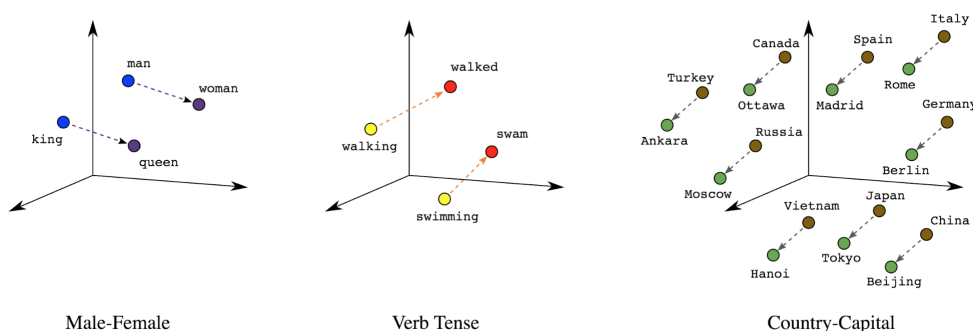 man
woman
king
queen
Male-Female
walked
walking
swam
swimming
Verb Tense
Italy
Canada
Spain
Rome
Turkey
Ottawa
Madrid
Germany
Ankara
Russia
Berlin
Moscow
Vietnam
Japan
China
Hanoi
Tokyo
Beijing
Country-Capital